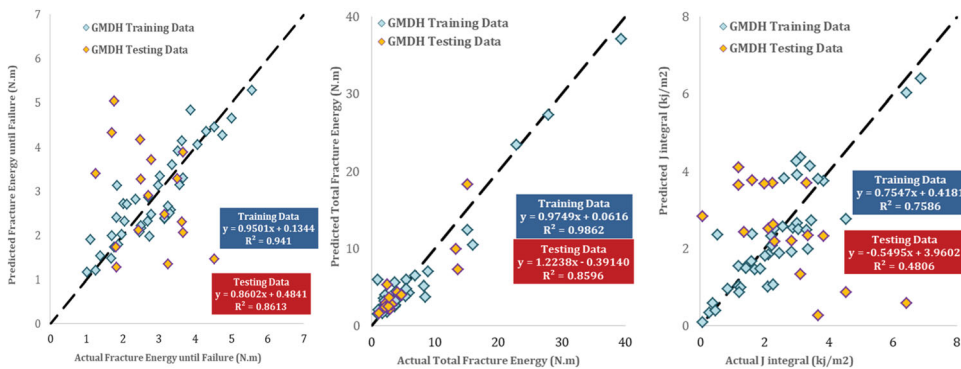 Predicted Fracture Energy until Failure (N.m)
7
6
5
4
3
2
1
0
GMDH Training Data
GMDH Testing Data
Training Data
y = 0.9501x + 0.1344
R² = 0.941
Testing Data
y = 0.8602x + 0.4841
R² = 0.8613
0 1 2 3 4 5 6 7
Actual Fracture Energy until Failure (N.m)
Predicted Total Fracture Energy (N.m)
40
30
20
10
0
GMDH Training Data
GMDH Testing Data
Training Data
y = 0.9749x + 0.0616
R² = 0.9862
Testing Data
y = 1.2238x - 0.39140
R² = 0.8596
0 10 20 30 40
Actual Total Fracture Energy (N.m)
Predicted J integral (kj/m2)
8
6
4
2
0
GMDH Training Data
GMDH Testing Data
Training Data
y = 0.7547x + 0.4181
R² = 0.7586
Testing Data
y = -0.5495x + 3.9602
R² = 0.4806
0 2 4 6 8
Actual J integral (kj/m2)